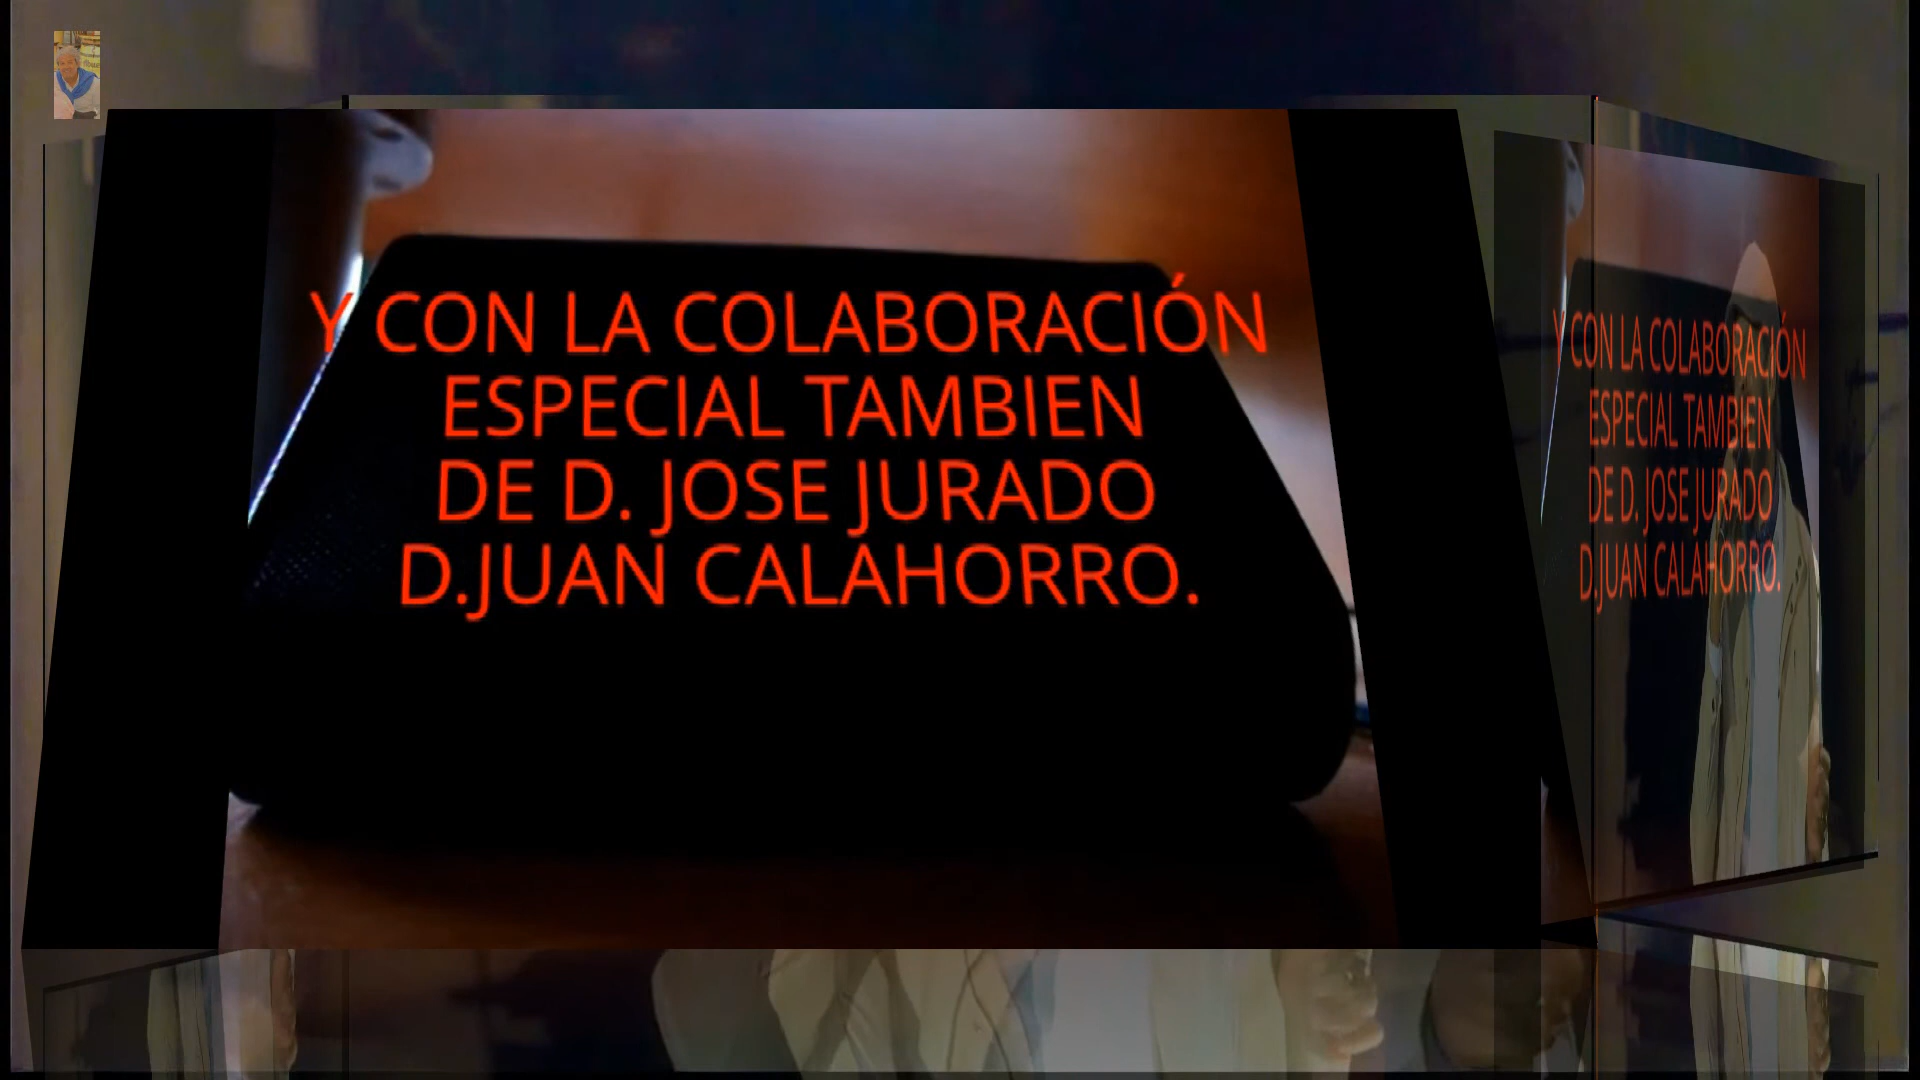 Y CON LA COLABORACIÓN
ESPECIAL TAMBIEN
DE D. JOSE JURADO
D.JUAN CALAHORRO.
Y CON LA COLABORACIÓN
ESPECIAL TAMBIEN
DE D. JOSE JURADO
D.JUAN CALAHORRO.